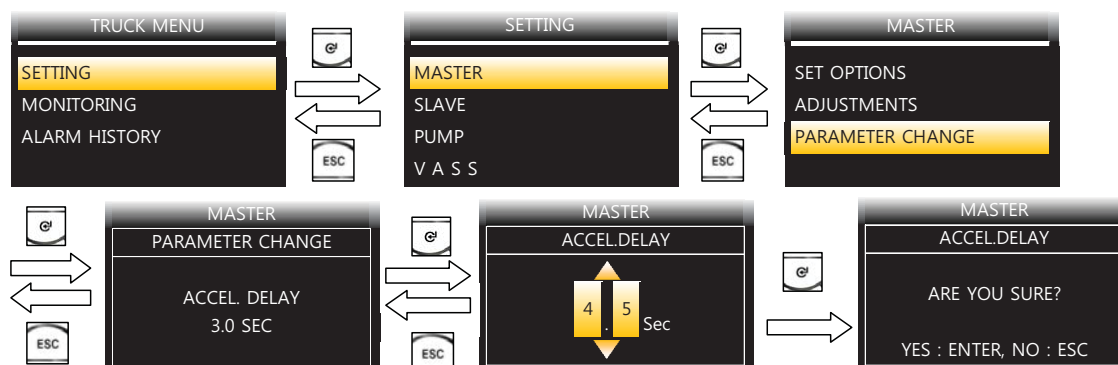 TRUCK MENU
SETTING
MONITORING
ALARM HISTORY
ESC
SETTING
MASTER
SLAVE
PUMP
V A S S
ESC
MASTER
SET OPTIONS
ADJUSTMENTS
PARAMETER CHANGE
ESC
MASTER
PARAMETER CHANGE
ACCEL. DELAY
3.0 SEC
ESC
MASTER
ACCEL.DELAY
4 . 5 Sec
MASTER
ACCEL.DELAY
ARE YOU SURE?
YES : ENTER, NO : ESC